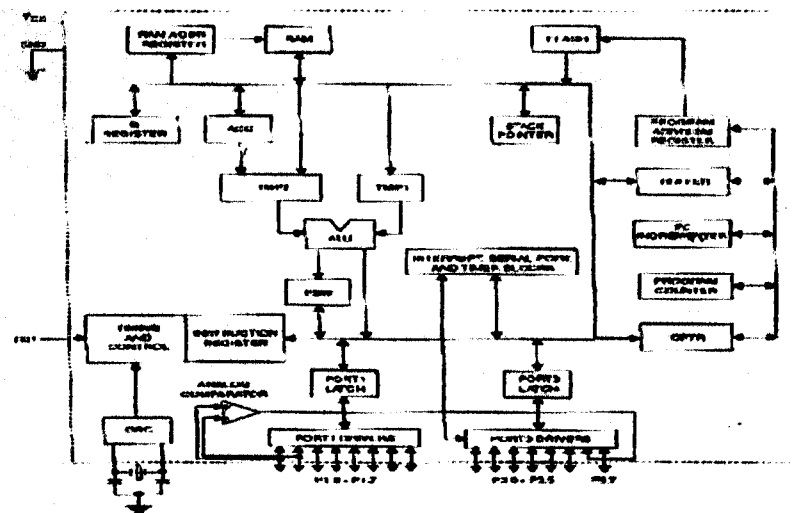 VCC
GND
RAM ADDR
REGISTER
RAM
FLASH
B
REGISTER
ACC
STACK
POINTER
PROGRAM
ADDRESS
REGISTER
TMP2
TMP1
BUFFER
ALU
PC
INCREMENTER
INTERRUPT, SERIAL PORT,
AND TIMER BLOCKS
PSW
PROGRAM
COUNTER
RST
TIMING
AND
CONTROL
INSTRUCTION
REGISTER
DPTR
PORT 1
LATCH
PORT 3
LATCH
ANALOG
COMPARATOR
OSC
PORT 1 DRIVERS
PORT 3 DRIVERS
P1.0 - P1.7
P3.0 - P3.5
P3.7